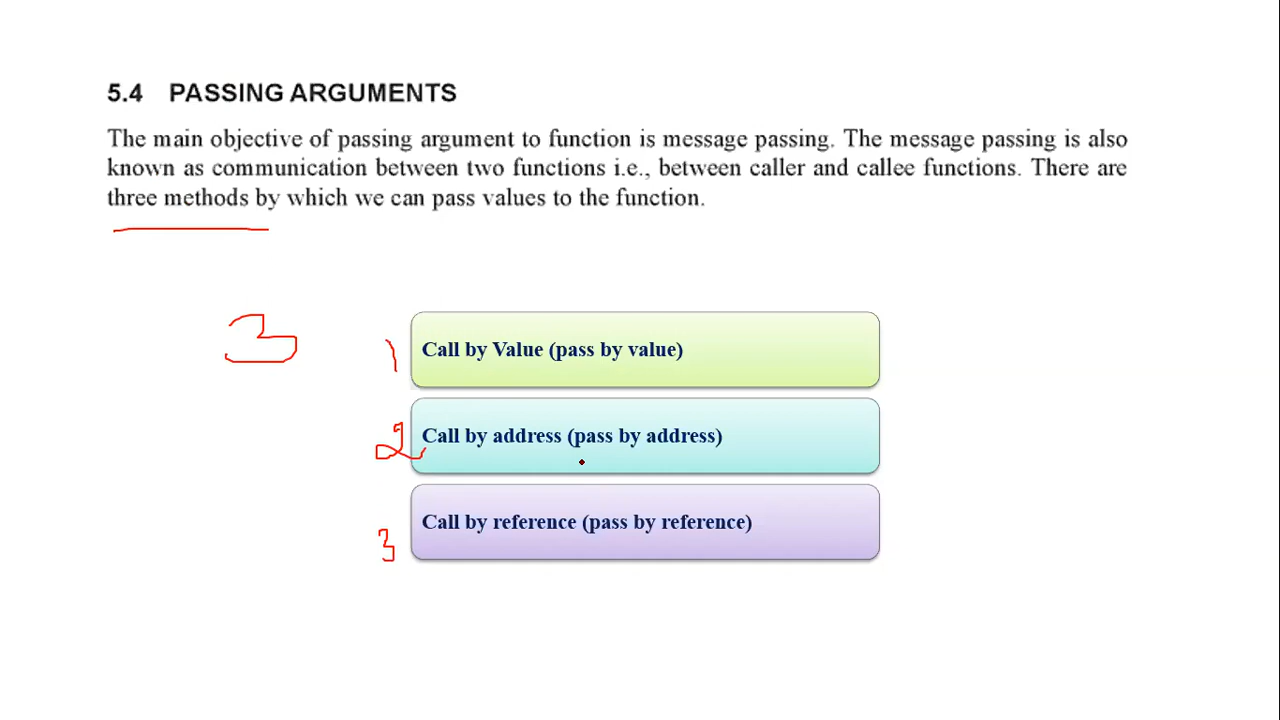 5.4 PASSING ARGUMENTS
The main objective of passing argument to function is message passing. The message passing is also
known as communication between two functions i.e., between caller and callee functions. There are
three methods by which we can pass values to the function.
3
1 Call by Value (pass by value)
2 Call by address (pass by address)
3 Call by reference (pass by reference)